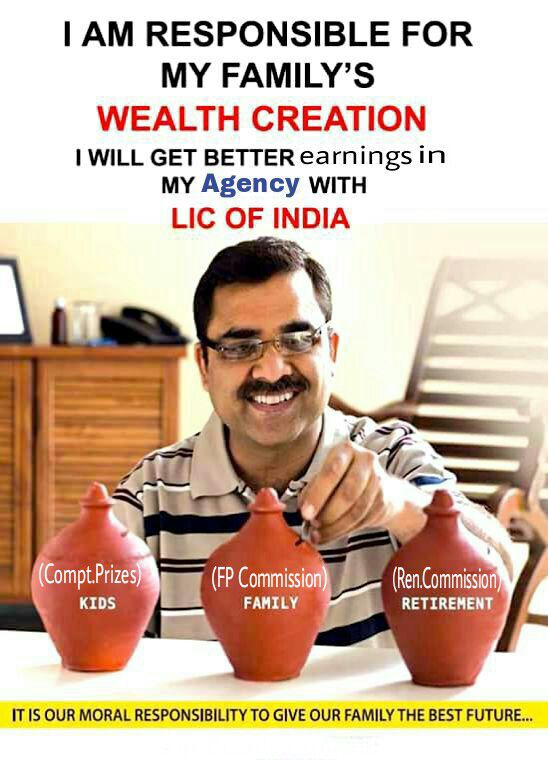 I AM RESPONSIBLE FOR
MY FAMILY'S
WEALTH CREATION
I WILL GET BETTER earnings in
MY Agency WITH
LIC OF INDIA
(Compt.Prizes)
KIDS
(FP Commission)
FAMILY
(Ren.Commission)
RETIREMENT
IT IS OUR MORAL RESPONSIBILITY TO GIVE OUR FAMILY THE BEST FUTURE...